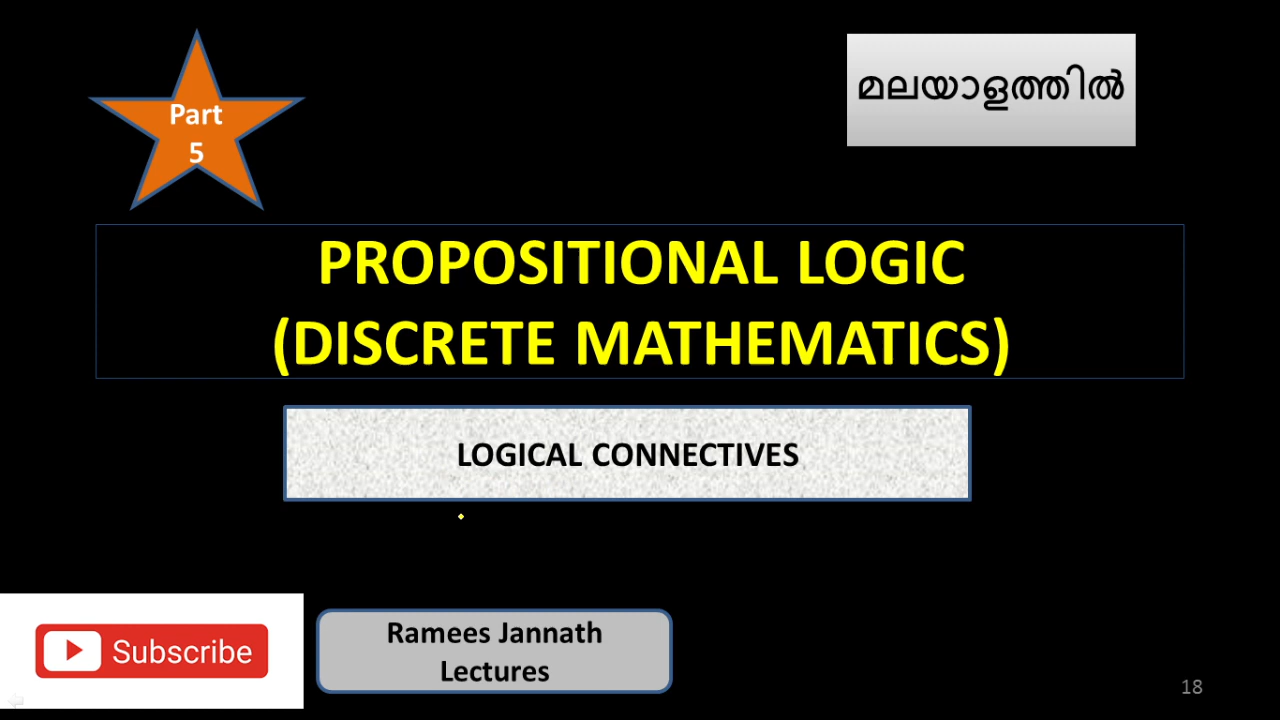 Part
5
മലയാളത്തിൽ
PROPOSITIONAL LOGIC
(DISCRETE MATHEMATICS)
LOGICAL CONNECTIVES
Subscribe
Ramees Jannath
Lectures
18